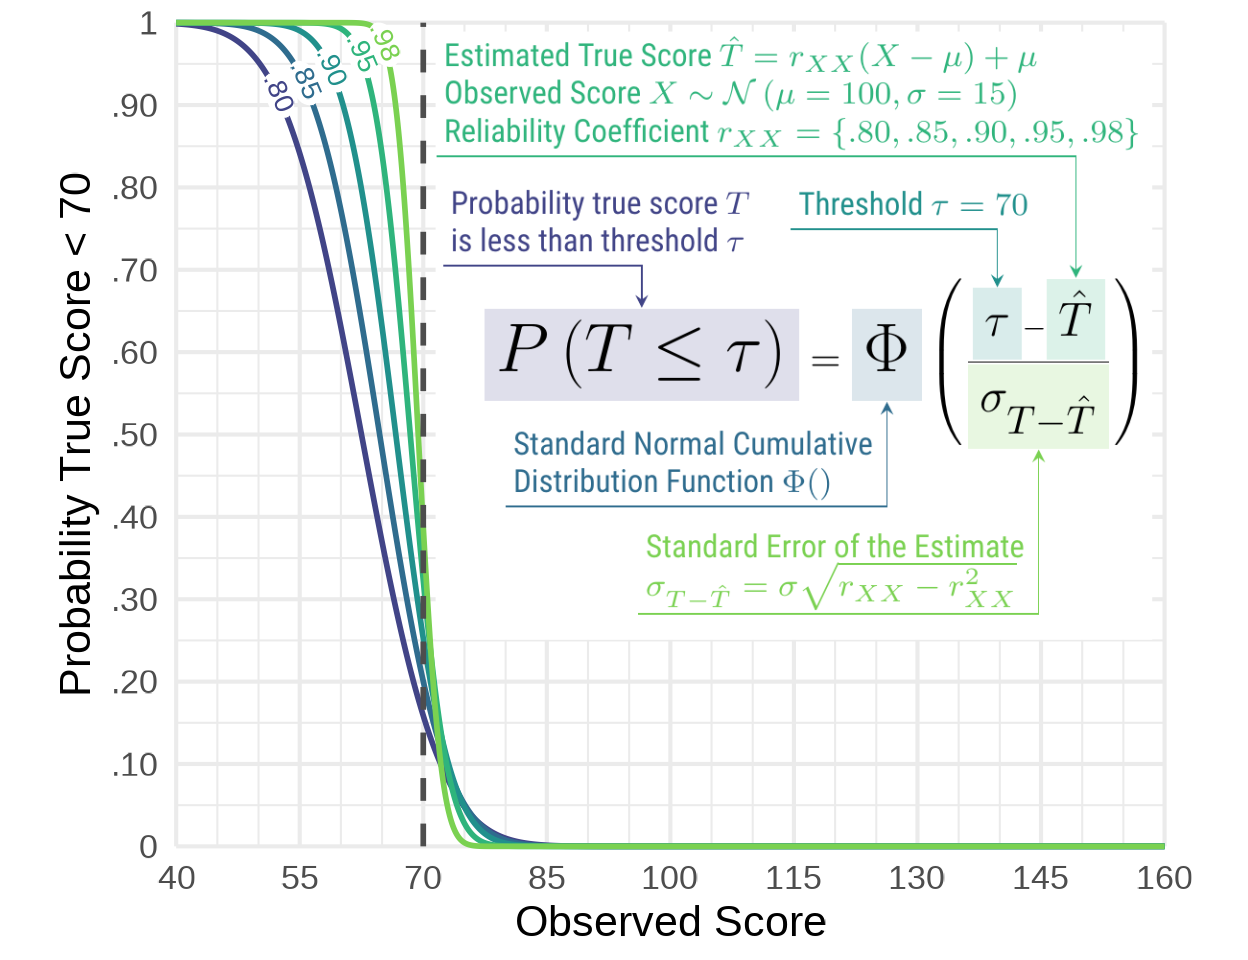 1
.90
.80
.70
.60
.50
.40
.30
.20
.10
0
Probability True Score < 70
.80
.85
.90
.95
.98
Estimated True Score T̂ = r_XX(X − μ) + μ
Observed Score X ∼ 𝒩(μ = 100, σ = 15)
Reliability Coefficient r_XX = {.80, .85, .90, .95, .98}
Probability true score T
is less than threshold τ
Threshold τ = 70
P(T ≤ τ) = Φ((τ − T̂)/σ_T−T̂)
Standard Normal Cumulative
Distribution Function Φ()
Standard Error of the Estimate
σ_T−T̂ = σ√(r_XX − r²_XX)
40 55 70 85 100 115 130 145 160
Observed Score